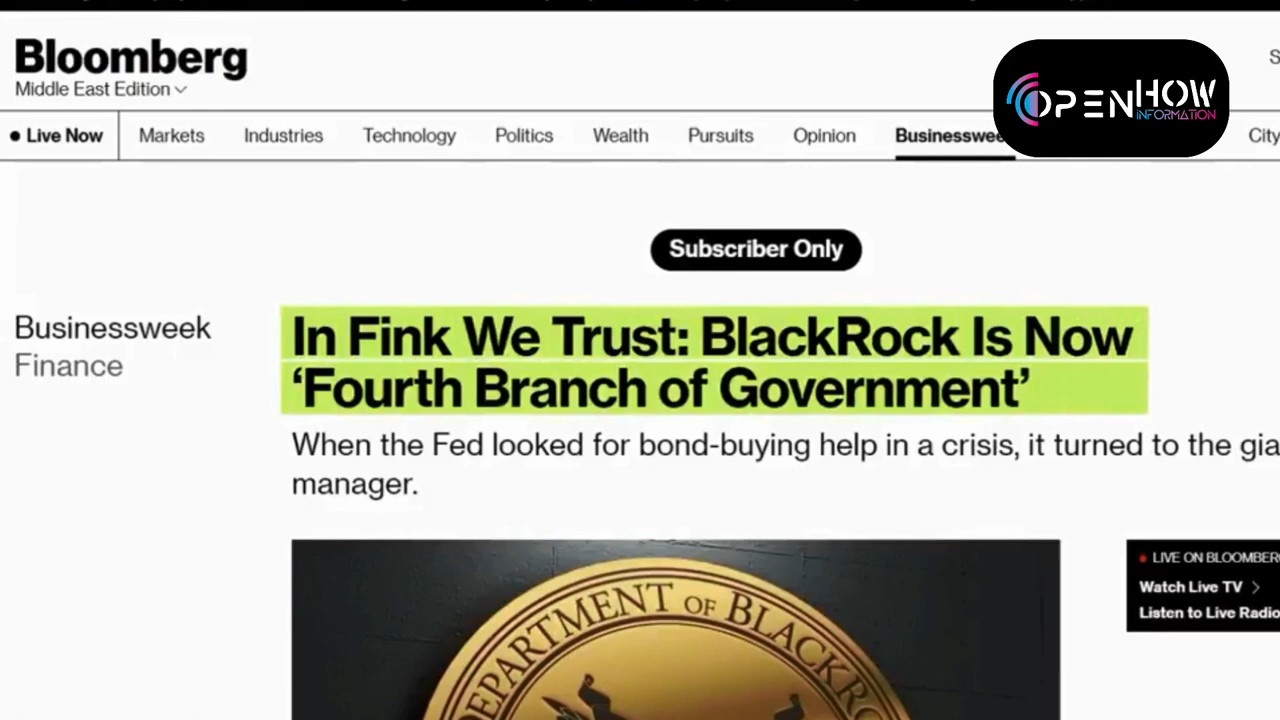 Bloomberg
Middle East Edition
OPENHOW
INFORMATION
Live Now
Markets
Industries
Technology
Politics
Wealth
Pursuits
Opinion
City
Subscriber Only
Businessweek
Finance
In Fink We Trust: BlackRock Is Now
‘Fourth Branch of Government’
When the Fed looked for bond-buying help in a crisis, it turned to the
manager.
DEPARTMENT OF
LIVE ON
Watch Live TV
Listen to Live Radio